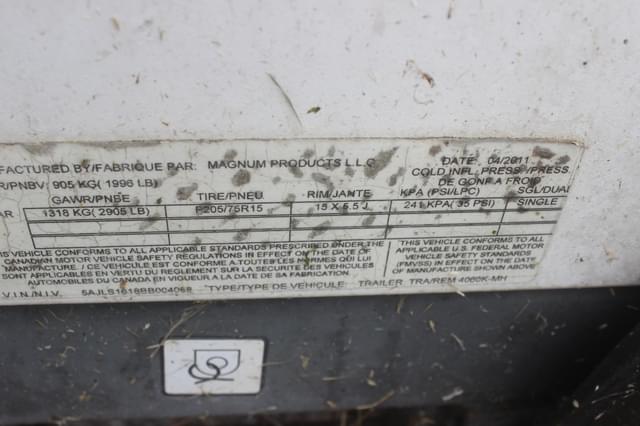 FACTURED BY/FABRIQUE PAR: MAGNUM PRODUCTS L.L.C. DATE: 04/2011
R/PNBV: 905 KG( 1996 LB) COLD INFL. PRESS /PRESS.
DE GONF A FROID
GAWR/PNBE TIRE/PNEU RIM/JANTE KPA (PSI/LPC) SGL/DUAL
AR 1318 KG( 2905 LB) P205/75R15 15 X 5.5 J 241 KPA( 35 PSI) SINGLE
VEHICLE CONFORMS TO ALL APPLICABLE STANDARDS PRESCRIBED UNDER THE
CANADIAN MOTOR VEHICLE SAFETY REGULATIONS IN EFFECT ON THE DATE OF
MANUFACTURE. / CE VEHICULE EST CONFORME A TOUTES LES NORMES QUI LUI
SONT APPLICABLES EN VERTU DU REGLEMENT SUR LA SECURITE DES VEHICULES
AUTOMOBILES DU CANADA EN VIGUEUR A LA DATE DE SA FABRICATION.
THIS VEHICLE CONFORMS TO ALL
APPLICABLE U.S. FEDERAL MOTOR
VEHICLE SAFETY STANDARDS
(FMVSS) IN EFFECT ON THE DATE
OF MANUFACTURE SHOWN ABOVE.
V.I.N./N.I.V. 5AJLS1618BB004068 TYPE/TYPE DE VEHICULE: TRAILER TRA/REM 4060K-MH